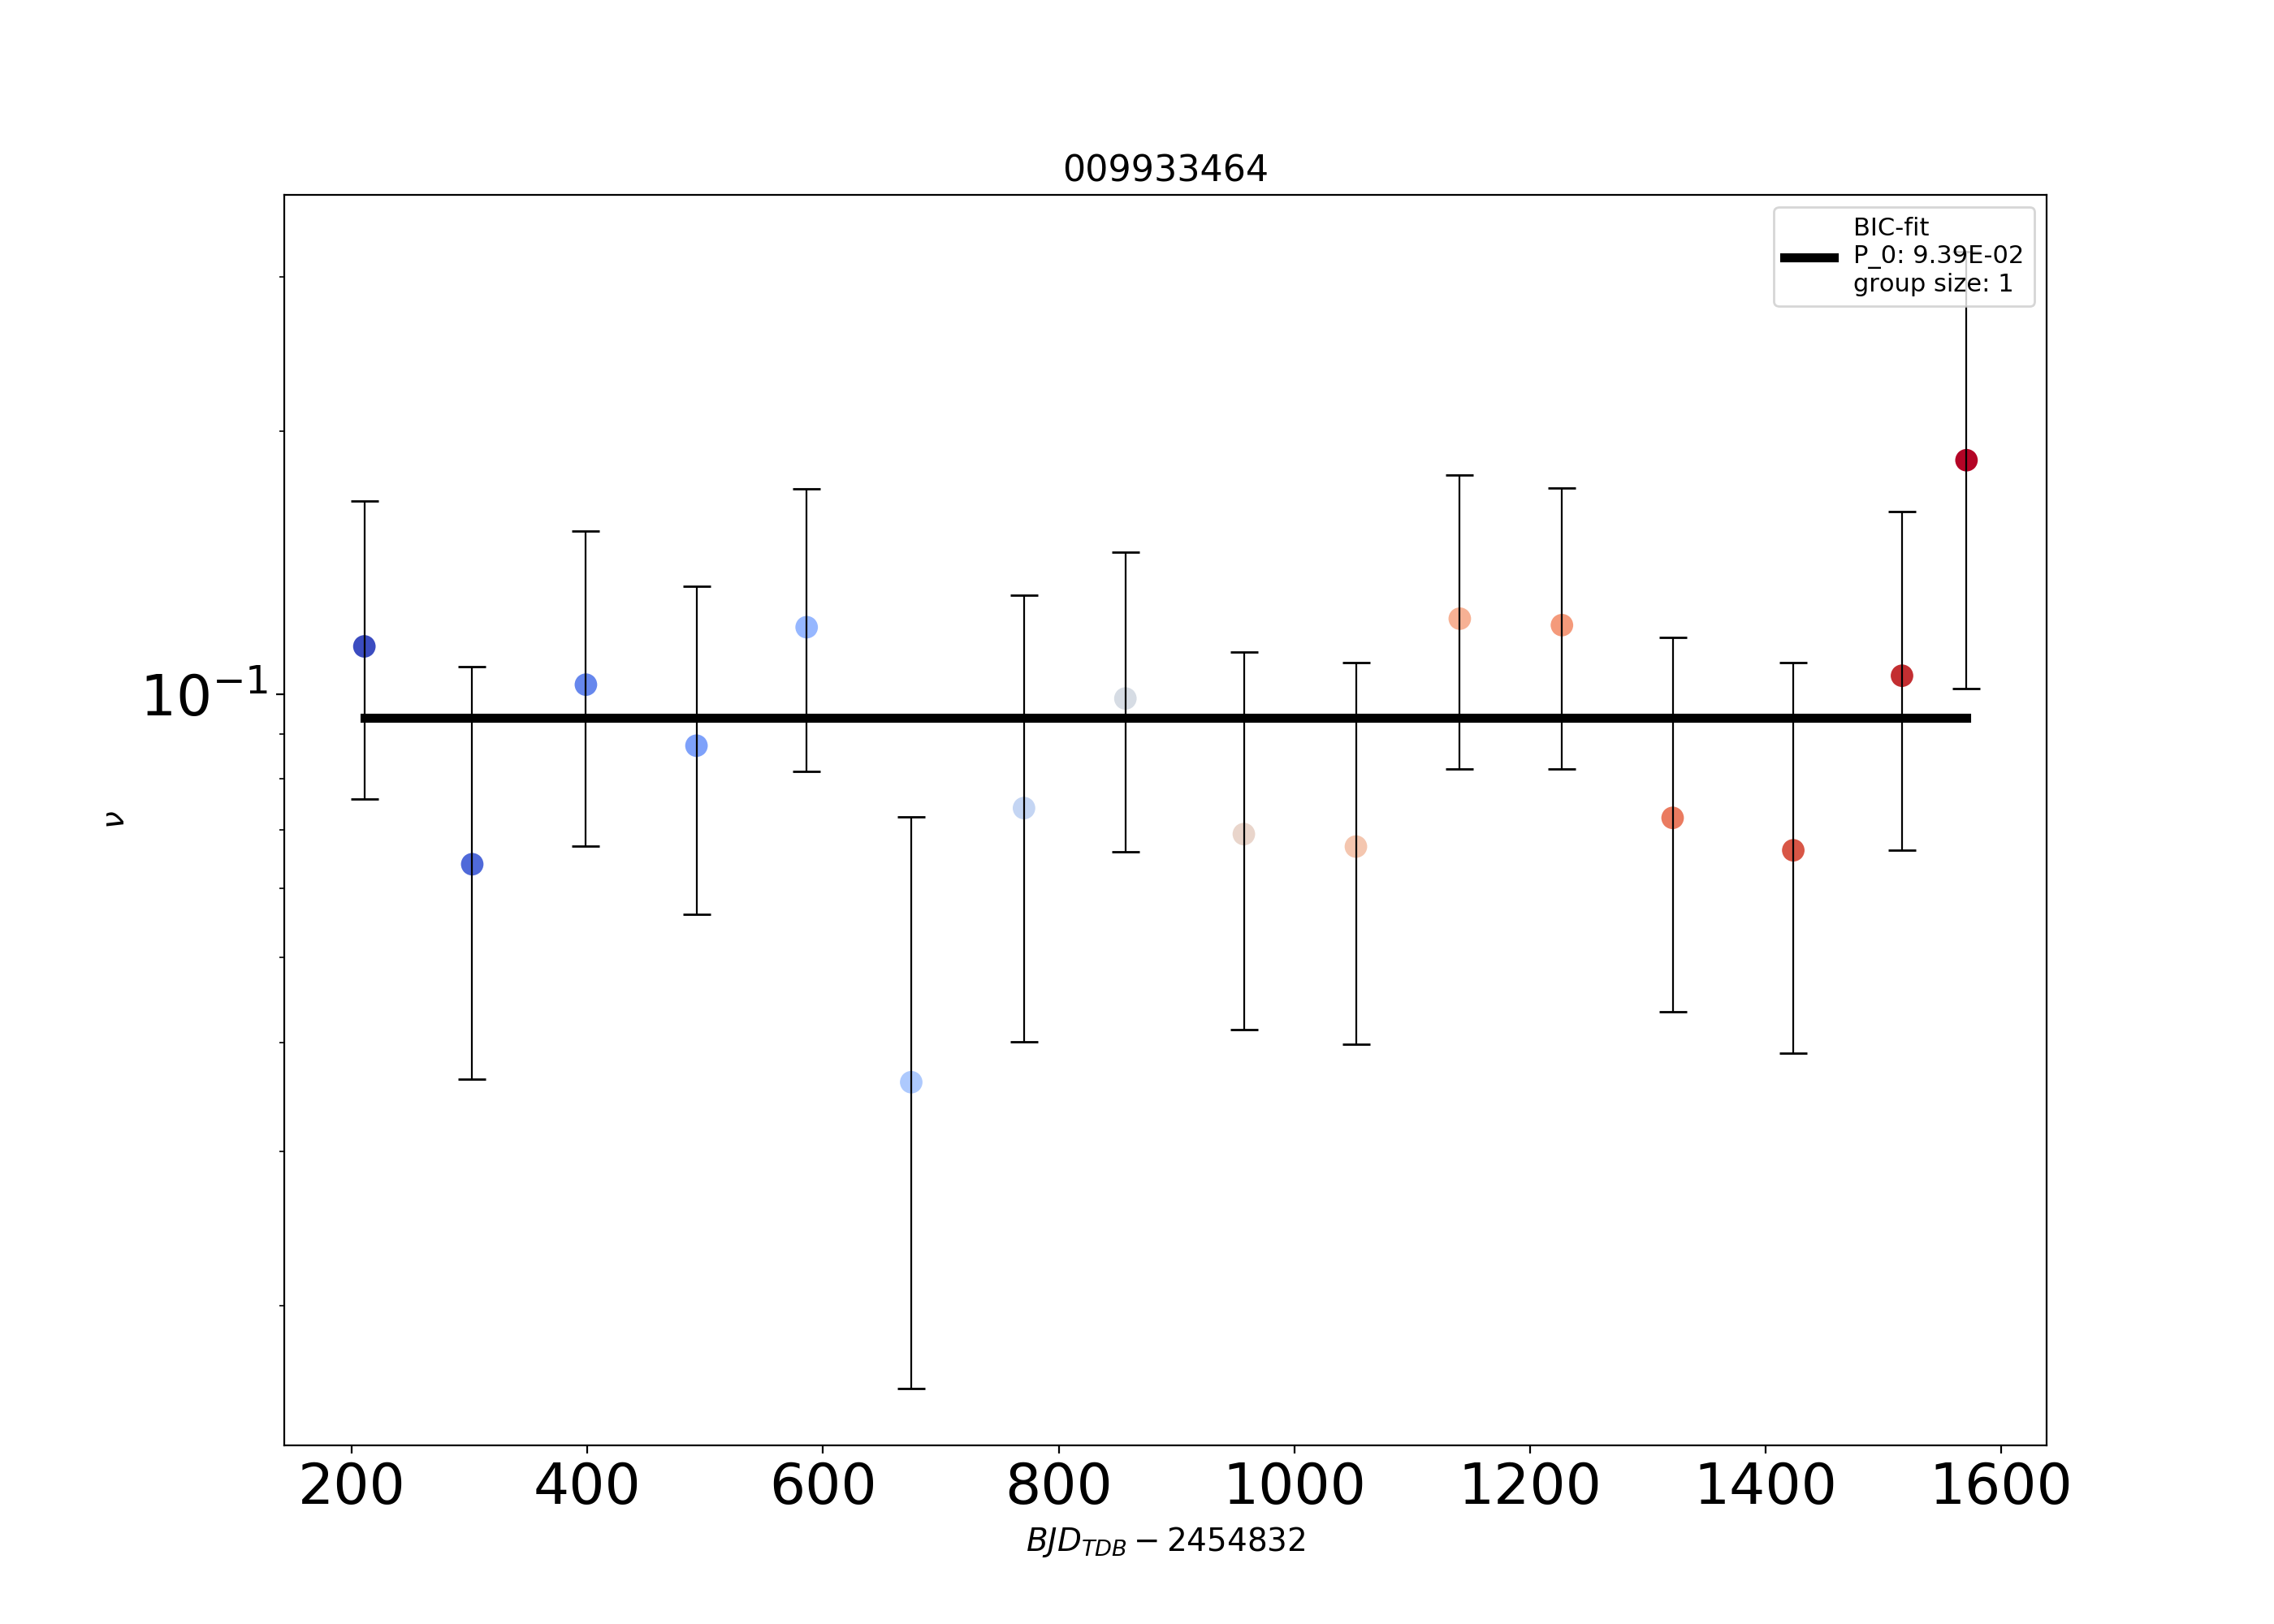 009933464
BIC-fit
P_0: 9.39E-02
group size: 1
10⁻¹
ν
200 400 600 800 1000 1200 1400 1600
BJD_{TDB} − 2454832